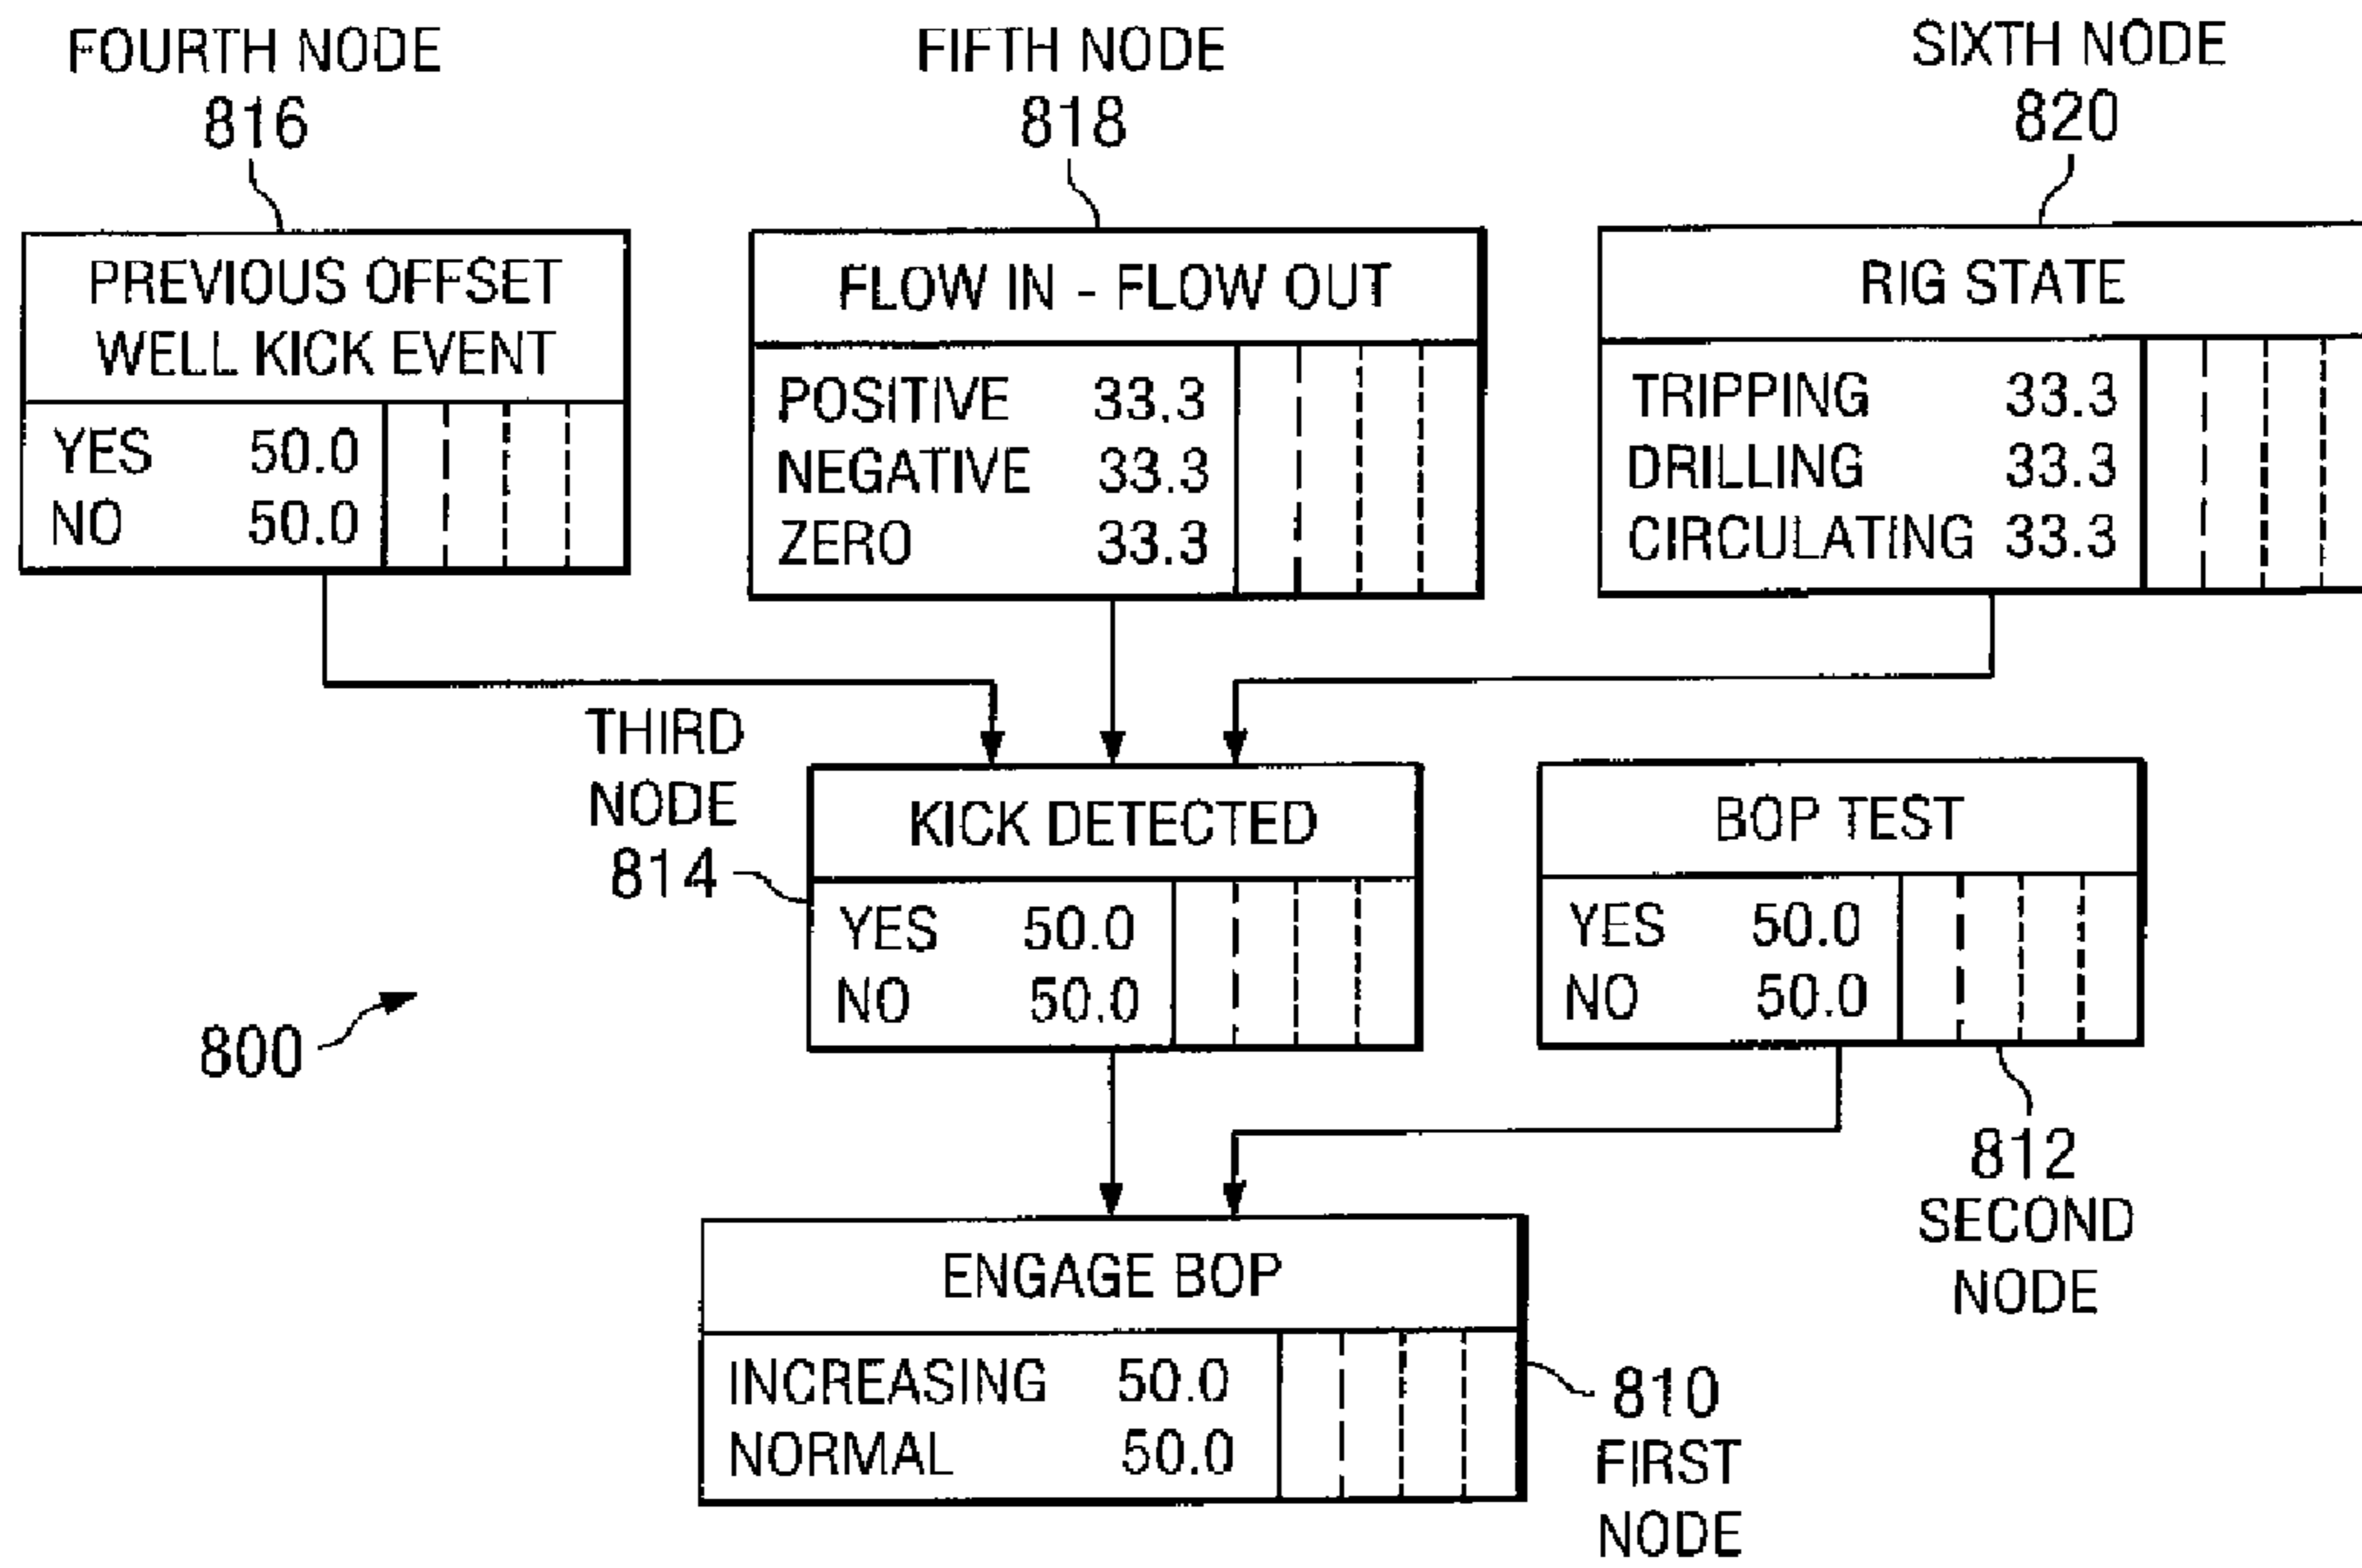 FOURTH NODE
816
FIFTH NODE
818
SIXTH NODE
820
PREVIOUS OFFSET
WELL KICK EVENT
YES 50.0
NO 50.0
FLOW IN - FLOW OUT
POSITIVE 33.3
NEGATIVE 33.3
ZERO 33.3
RIG STATE
TRIPPING 33.3
DRILLING 33.3
CIRCULATING 33.3
THIRD
NODE
814
KICK DETECTED
YES 50.0
NO 50.0
BOP TEST
YES 50.0
NO 50.0
800
812
SECOND
NODE
ENGAGE BOP
INCREASING 50.0
NORMAL 50.0
810
FIRST
NODE